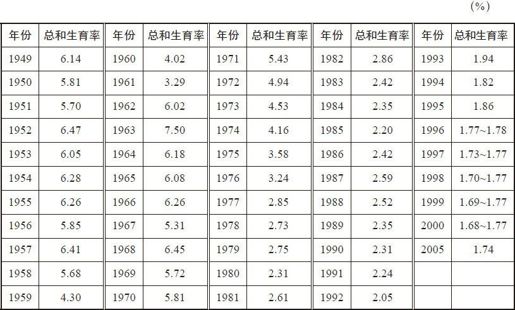 （%）
年份 总和生育率 年份 总和生育率 年份 总和生育率 年份 总和生育率 年份 总和生育率
1949 6.14 1960 4.02 1971 5.43 1982 2.86 1993 1.94
1950 5.81 1961 3.29 1972 4.94 1983 2.42 1994 1.82
1951 5.70 1962 6.02 1973 4.53 1984 2.35 1995 1.86
1952 6.47 1963 7.50 1974 4.16 1985 2.20 1996 1.77~1.78
1953 6.05 1964 6.18 1975 3.58 1986 2.42 1997 1.73~1.77
1954 6.28 1965 6.08 1976 3.24 1987 2.59 1998 1.70~1.77
1955 6.26 1966 6.26 1977 2.85 1988 2.52 1999 1.69~1.77
1956 5.85 1967 5.31 1978 2.73 1989 2.35 2000 1.68~1.77
1957 6.41 1968 6.45 1979 2.75 1990 2.31 2005 1.74
1958 5.68 1969 5.72 1980 2.31 1991 2.24
1959 4.30 1970 5.81 1981 2.61 1992 2.05